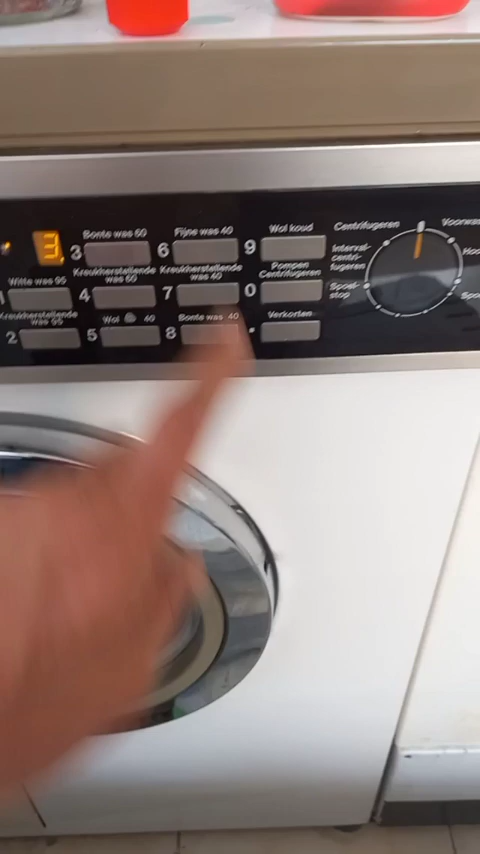 3.
3 Bonte was 60
6 Fijne was 40
9 Wol koud
Witte was 95
4 Kreukherstellende was 60
7 Kreukherstellende was 40
0 Pompen Centrifugeren
2 Kreukherstellende was 95
5 Wol 40
8 Bonte was 40
Verkorten
Centrifugeren
Interval-
centri-
fugeren
Spoel-
stop
Voorwas